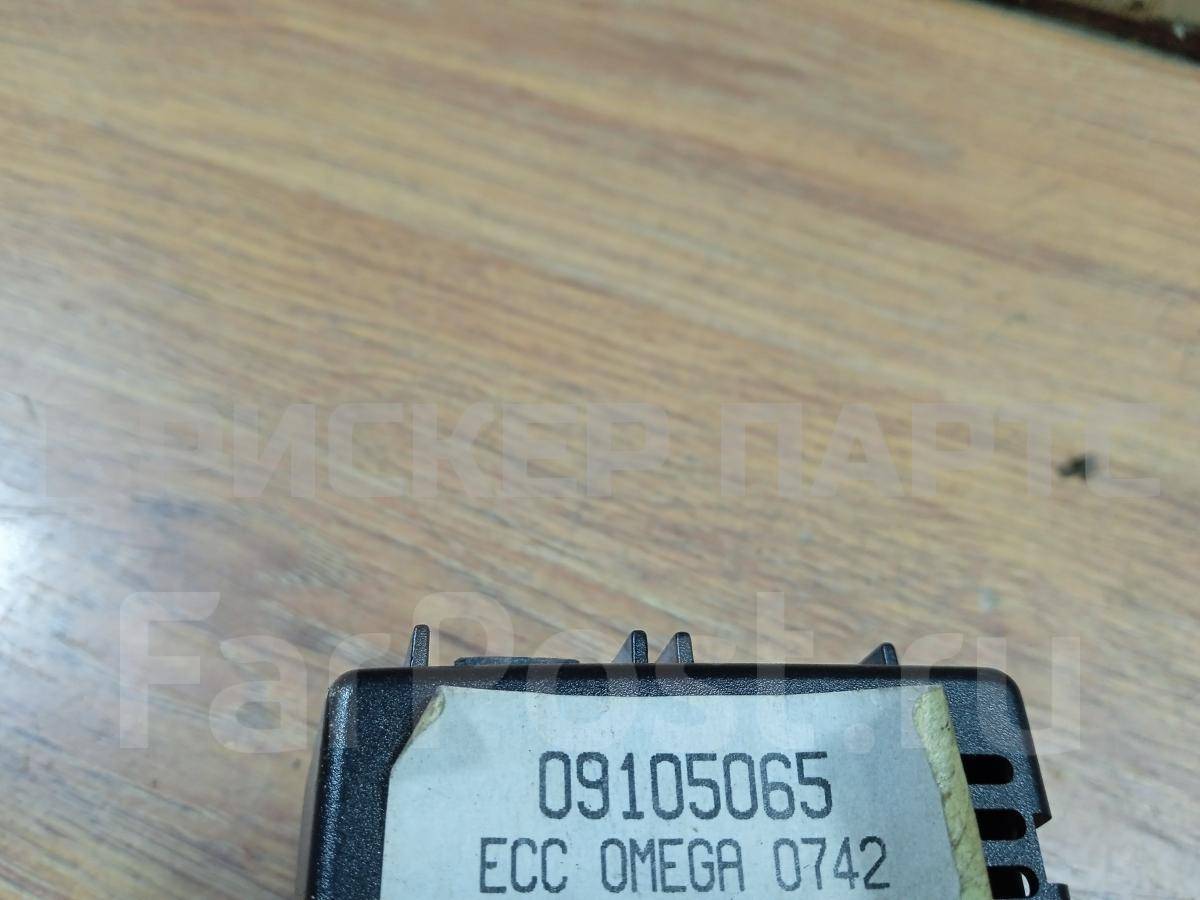 РИСКЕР ПАРТС
FarPost.ru
09105065
ECC OMEGA 0742